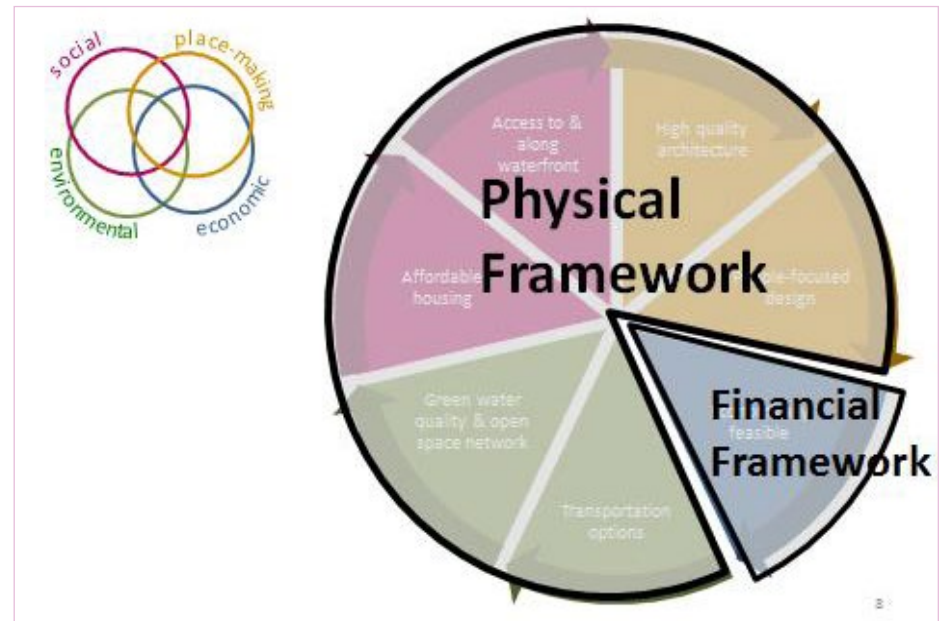 social
place-making
environmental
economic
Access to &
along
waterfront
High quality
architecture
Physical
Framework
Affordable
housing
design
Green water
quality & open
space network
Transportation
options
Financial
feasible
Framework
8